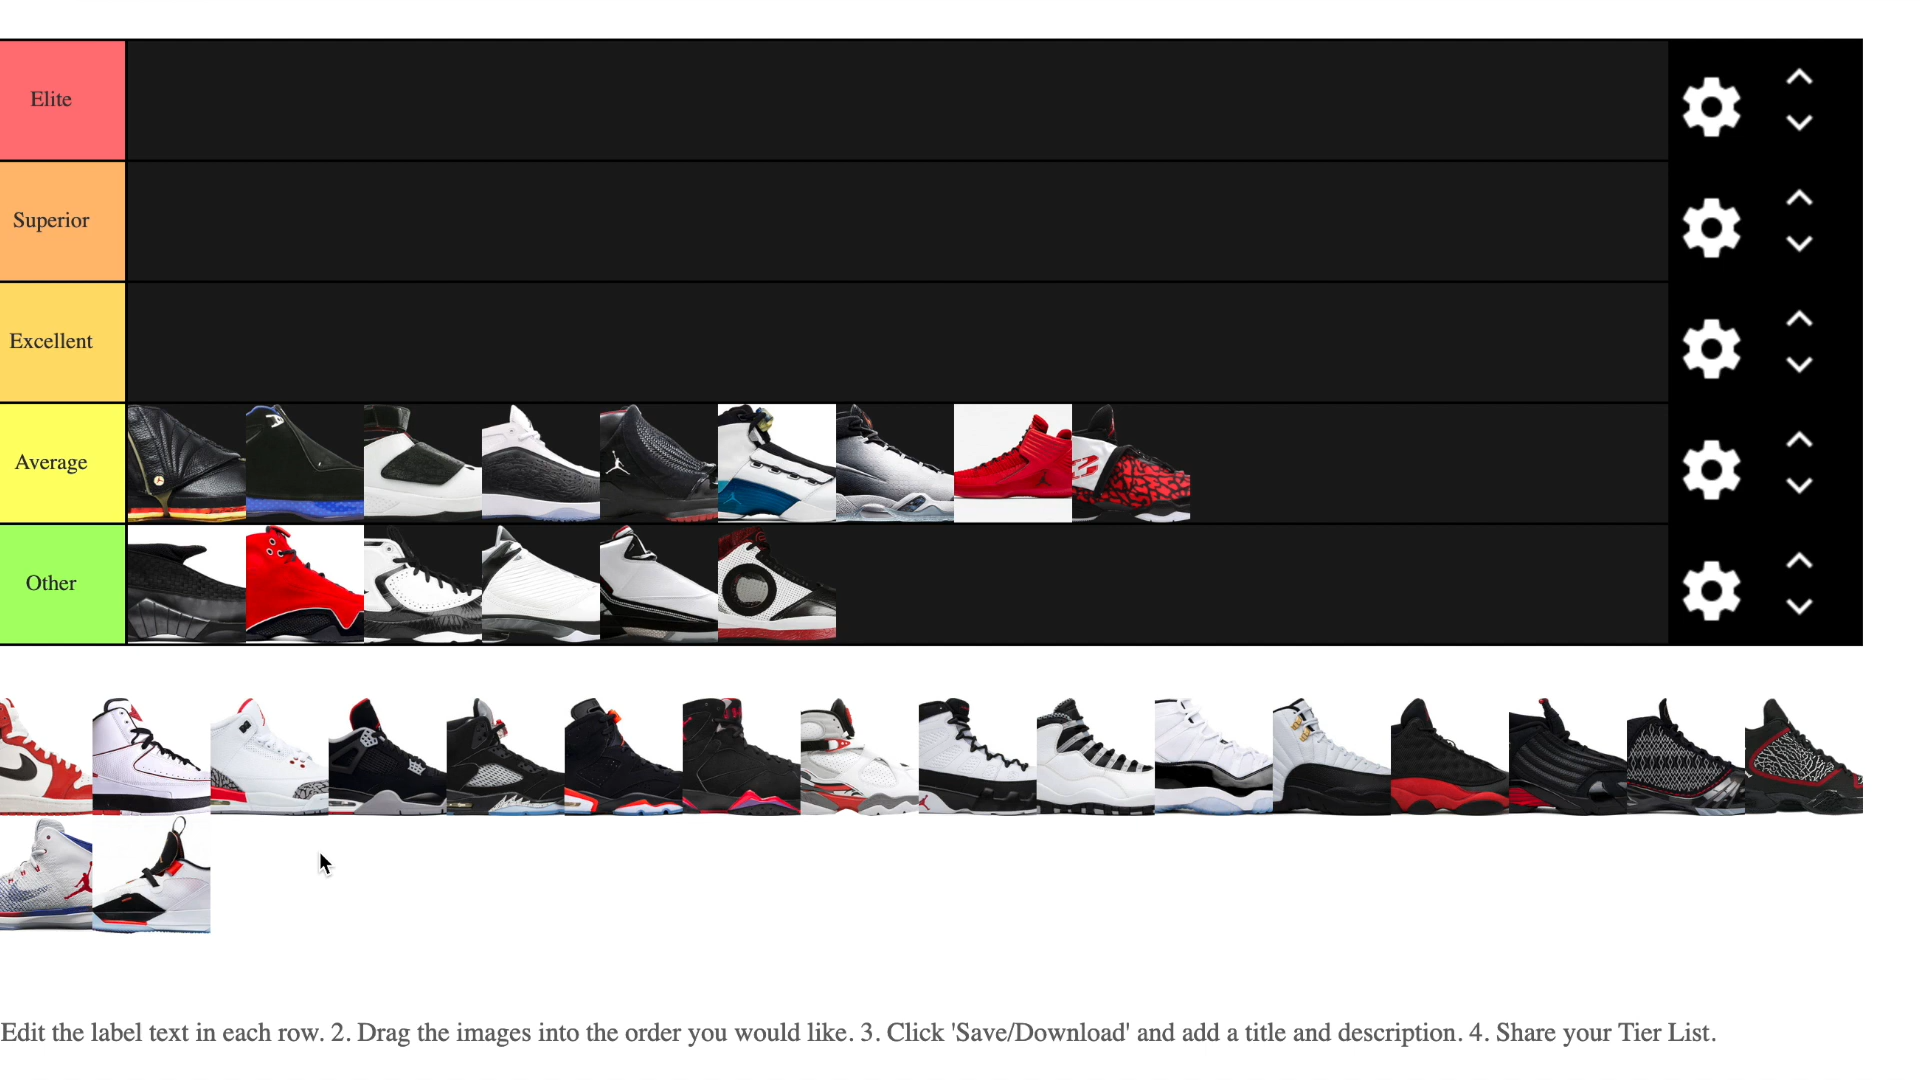 Elite
Superior
Excellent
Average
Other
Edit the label text in each row. 2. Drag the images into the order you would like. 3. Click 'Save/Download' and add a title and description. 4. Share your Tier List.